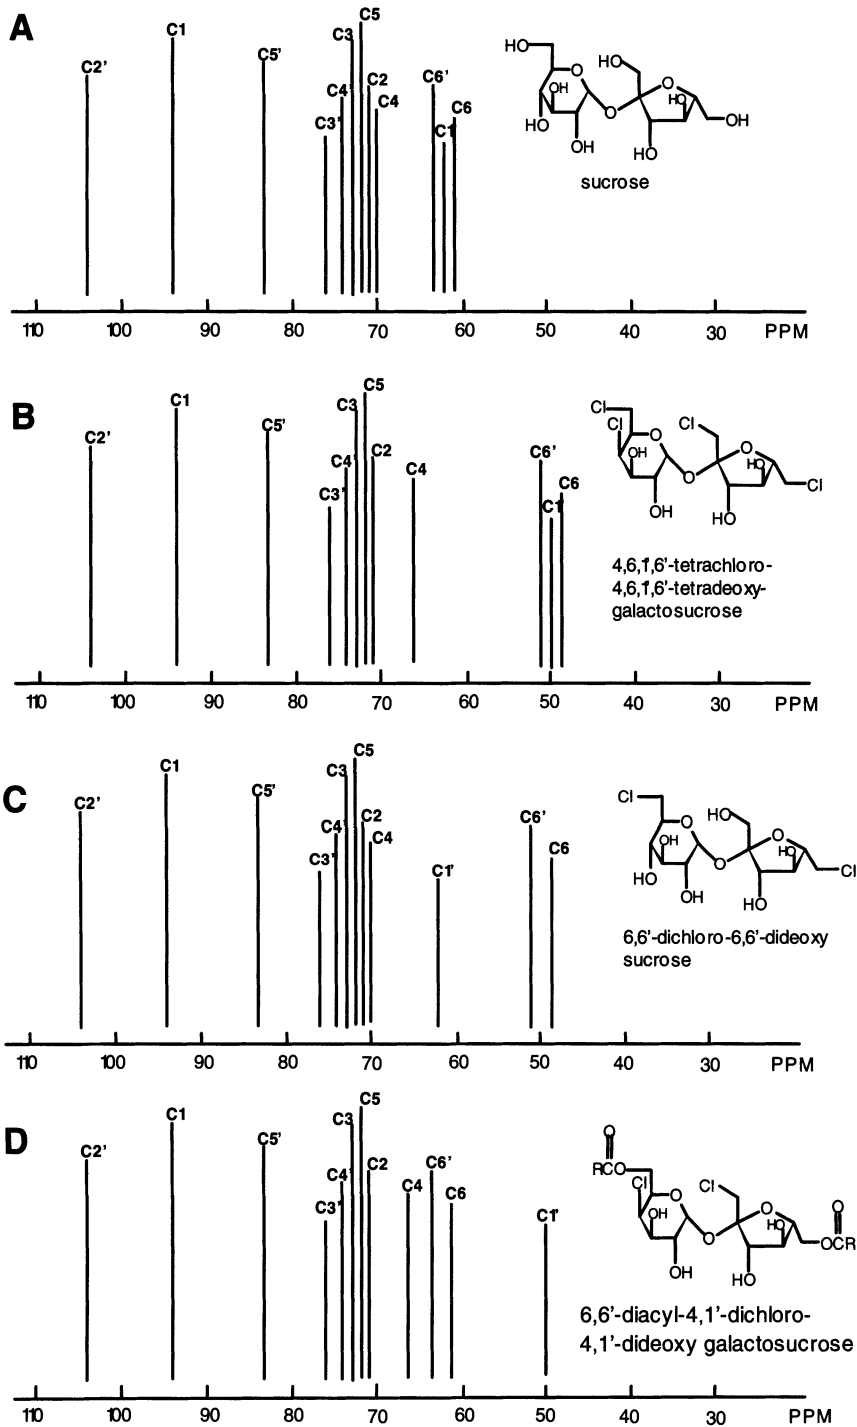 A
C2' C1 C5' C3' C4' C3 C5 C2 C4 C6' C1 C6
HO HO O OH O O HO OH HO OH HO
sucrose
110 100 90 80 70 60 50 40 30 PPM
B
C2' C1 C5' C3' C4' C3 C5 C2 C4 C6' C1' C6
Cl Cl Cl O OH O O HO Cl OH HO
4,6,1',6'-tetrachloro-
4,6,1',6'-tetradeoxy-
galactosucrose
110 100 90 80 70 60 50 40 30 PPM
C
C2' C1 C5' C3' C4' C3 C5 C2 C4 C1' C6' C6
Cl HO O OH O O HO Cl HO OH HO
6,6'-dichloro-6,6'-dideoxy
sucrose
110 100 90 80 70 60 50 40 30 PPM
D
C2' C1 C5' C3' C4' C3 C5 C2 C4 C6' C6 C1'
O RCO Cl Cl O OH O O HO O OCR OH HO
6,6'-diacyl-4,1'-dichloro-
4,1'-dideoxy galactosucrose
110 100 90 80 70 60 50 40 30 PPM